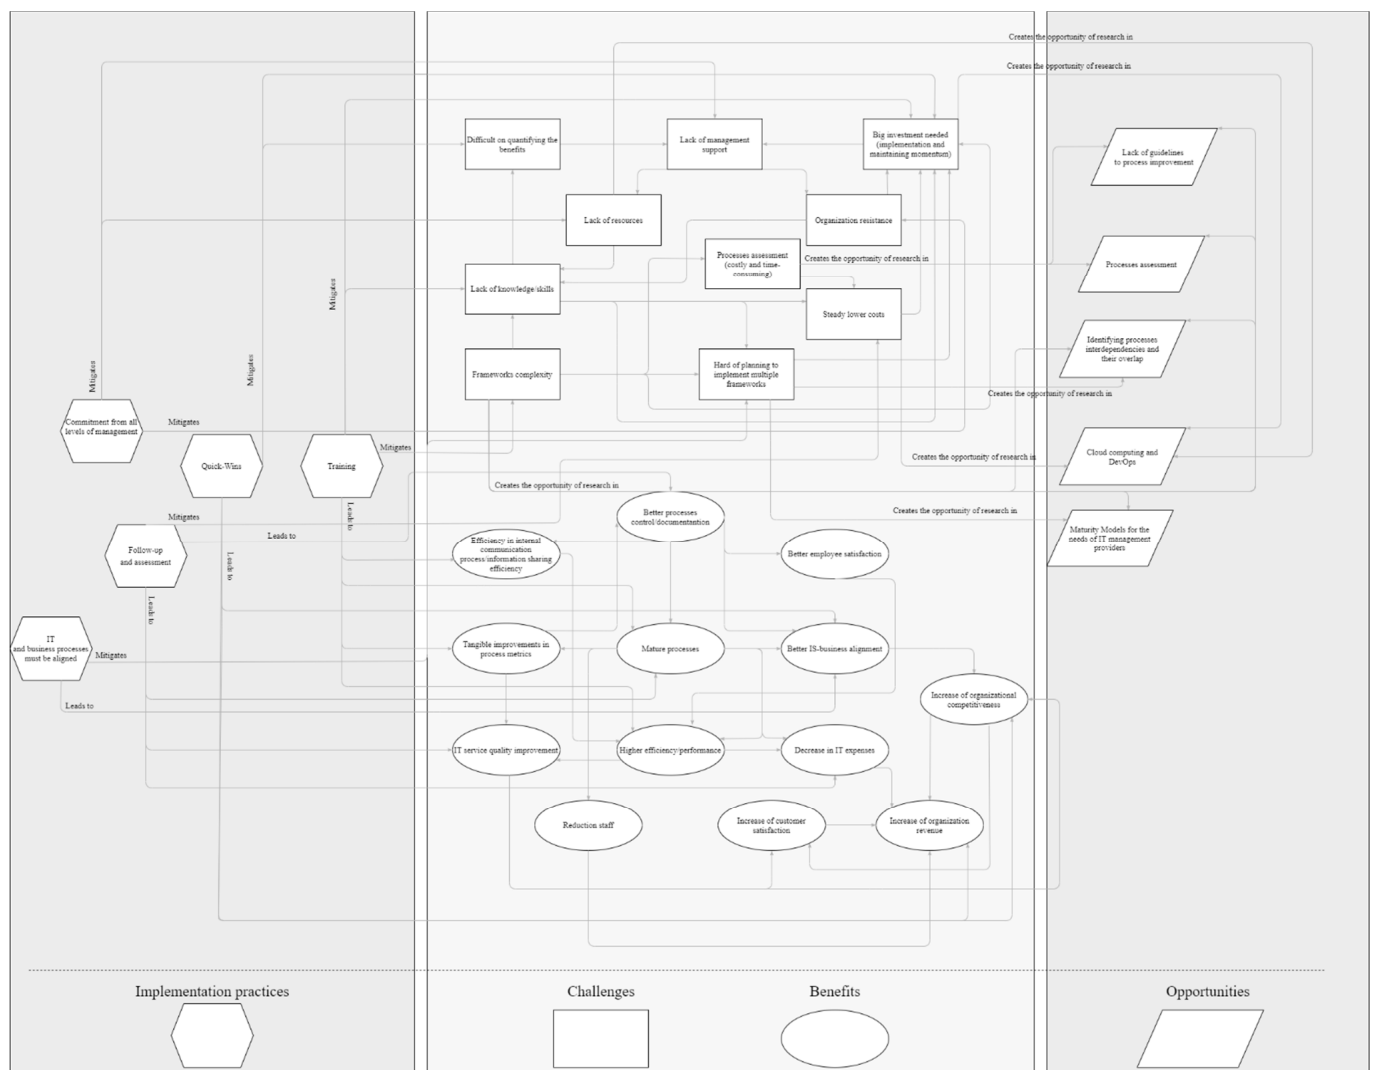 Creates the opportunity of research in
Creates the opportunity of research in
Difficult on quantifying the
benefits
Lack of management
support
Big investment needed
(implementation and
maintaining momentum)
Lack of guidelines
to process improvement
Lack of resources
Organization resistance
Processes assessment
(costly and time-
consuming)
Creates the opportunity of research in
Processes assessment
Mitigates
Lack of knowledge/skills
Steady lower costs
Identifying processes
interdependencies and
their overlap
Mitigates
Mitigates
Frameworks complexity
Hard of planning to
implement multiple
frameworks
Creates the opportunity of research in
Commitment from all
levels of management
Mitigates
Quick-Wins
Training
Mitigates
Creates the opportunity of research in
Cloud computing and
DevOps
Creates the opportunity of research in
Better processes
control/documentantion
Creates the opportunity of research in
Mitigates
Leads to
Leads to
Follow-up
and assessment
Leads to
Efficiency in internal
communication
process/information sharing
efficiency
Better employee satisfaction
Maturity Models for the
needs of IT management
providers
Leads to
IT
and business processes
must be aligned
Mitigates
Tangible improvements in
process metrics
Mature processes
Better IS-business alignment
Leads to
Increase of organizational
competitiveness
IT service quality improvement
Higher efficiency/performance
Decrease in IT expenses
Reduction staff
Increase of customer
satisfaction
Increase of organization
revenue
Implementation practices
Challenges
Benefits
Opportunities